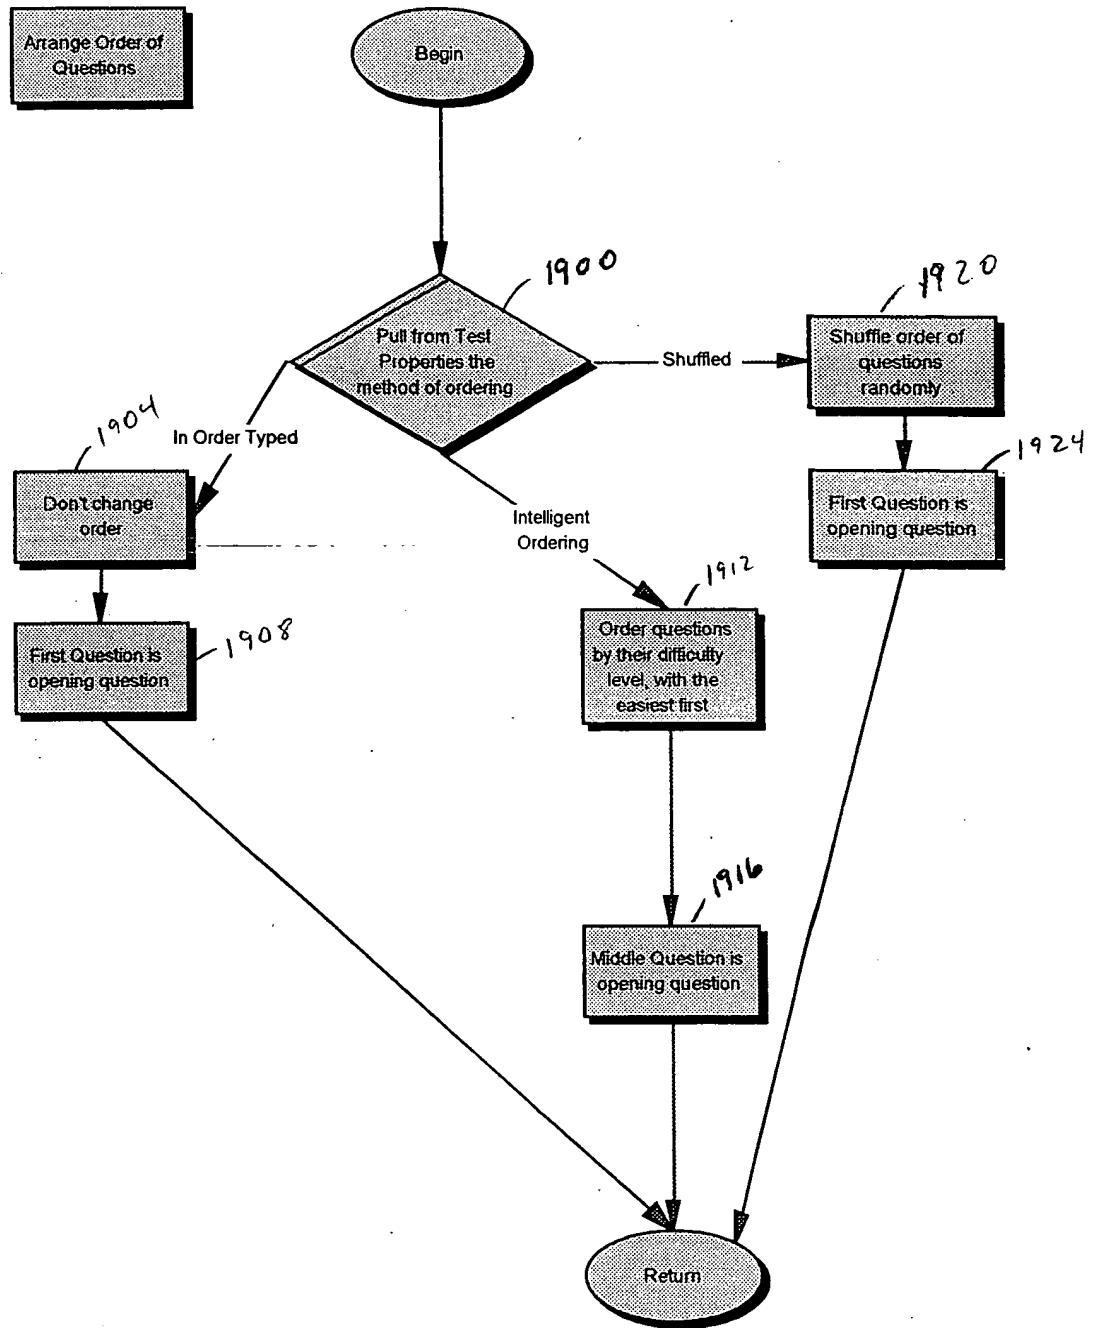 Arrange Order of
Questions
Begin
1900
Pull from Test
Properties the
method of ordering
Shuffled
1920
Shuffle order of
questions
randomly
1904
In Order Typed
Don't change
order
1924
First Question is
opening question
Intelligent
Ordering
1908
First Question is
opening question
1912
Order questions
by their difficulty
level, with the
easiest first
1916
Middle Question is
opening question
Return